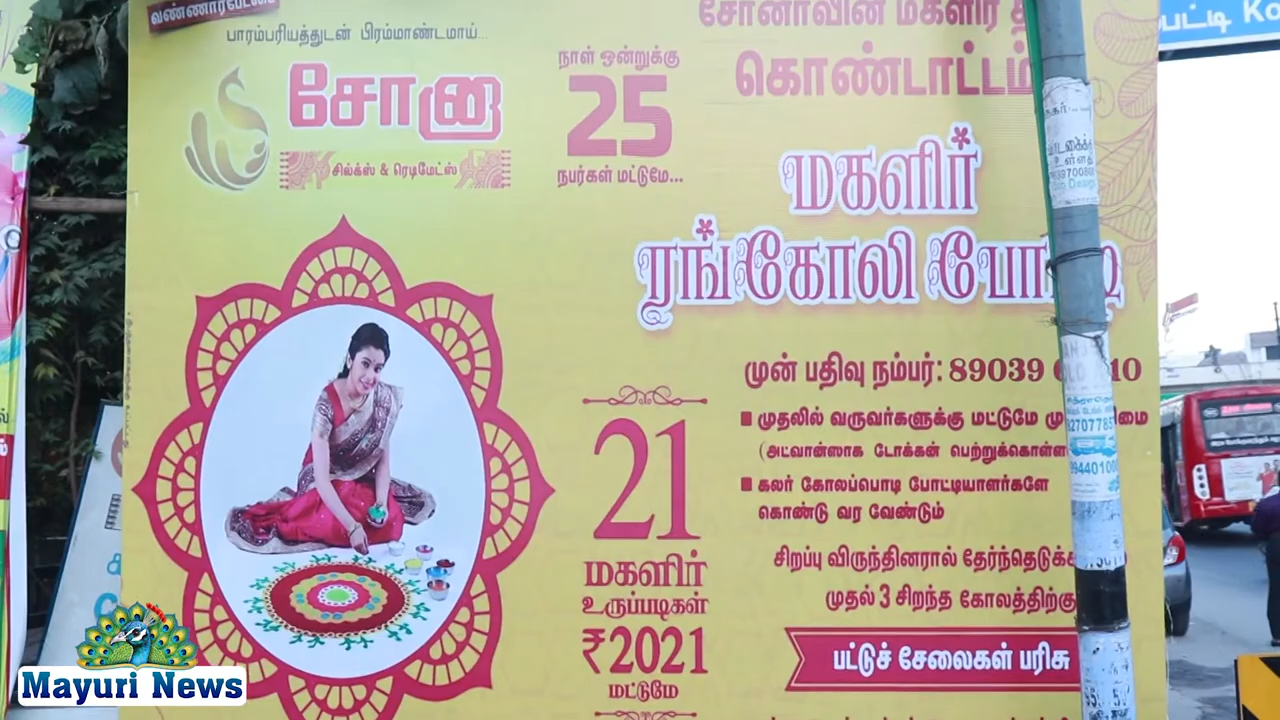 வண்ணாரப்பேட்டை
பாரம்பரியத்துடன் பிரம்மாண்டமாய்...
சோனா
சில்க்ஸ் & ரெடிமேட்ஸ்
நாள் ஒன்றுக்கு
25
நபர்கள் மட்டுமே...
சோனாவின் மகளிர்
கொண்டாட்டம்
மகளிர்
ரங்கோலி
முன் பதிவு நம்பர்: 89039
முதலில் வருவர்களுக்கு மட்டுமே
(அட்வான்ஸாக டோக்கன்
கலர் கோலப்பொடி போட்டியாளர்களே
கொண்டு வர வேண்டும்
சிறப்பு விருந்தினரால்
முதல் 3 சிறந்த கோலத்திற்கு
பட்டுச் சேலைகள் பரிசு
21
மகளிர்
உருப்படிகள்
₹2021
மட்டுமே
Mayuri News